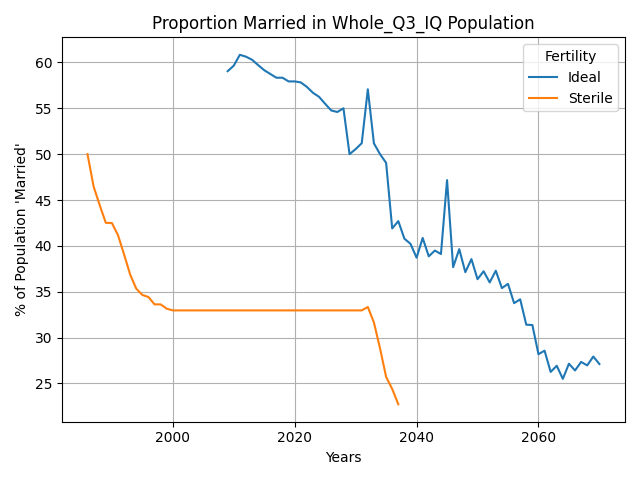 Proportion Married in Whole_Q3_IQ Population
Fertility
Ideal
Sterile
% of Population 'Married'
60
55
50
45
40
35
30
25
2000
2020
2040
2060
Years